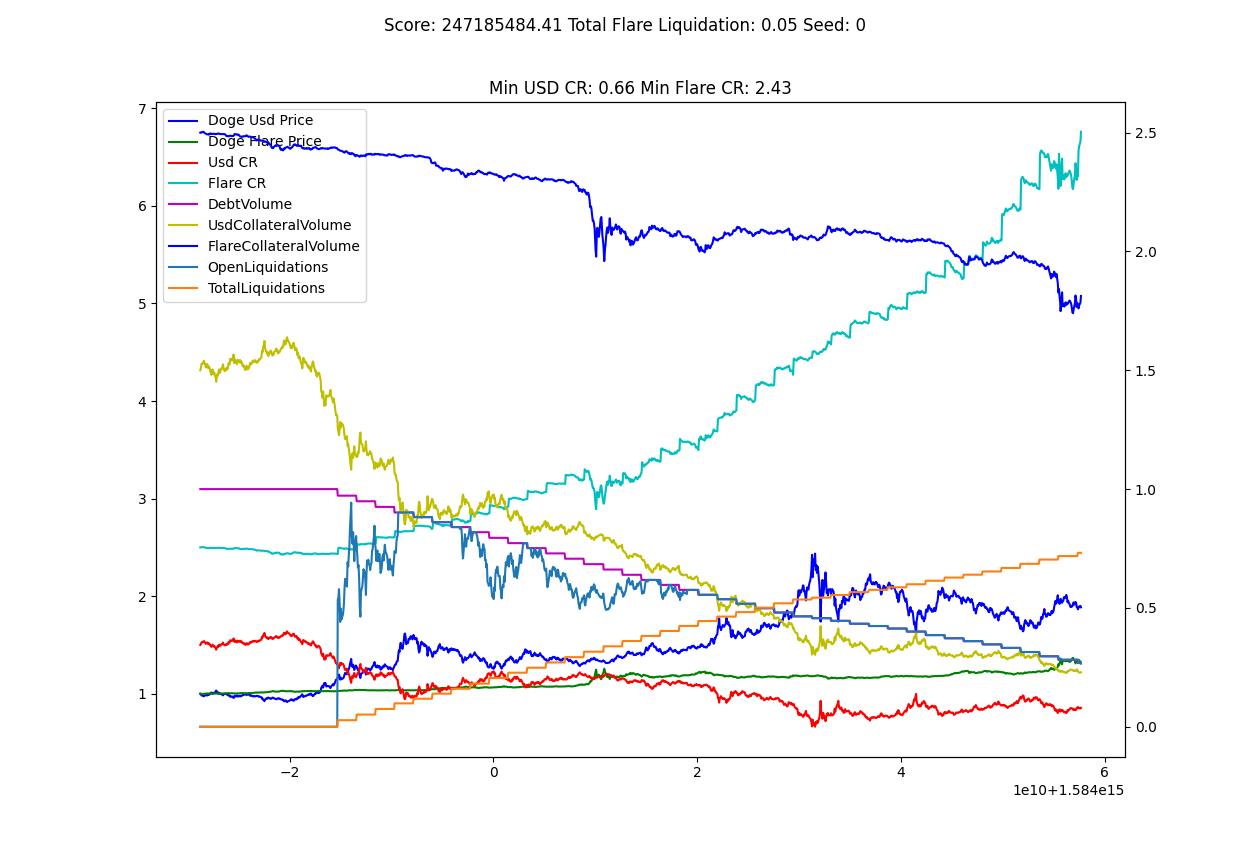 Score: 247185484.41 Total Flare Liquidation: 0.05 Seed: 0
Min USD CR: 0.66 Min Flare CR: 2.43
Doge Usd Price
Doge Flare Price
Usd CR
Flare CR
DebtVolume
UsdCollateralVolume
FlareCollateralVolume
OpenLiquidations
TotalLiquidations
7
6
5
4
3
2
1
2.5
2.0
1.5
1.0
0.5
0.0
−2
0
2
4
6
1e10+1.584e15